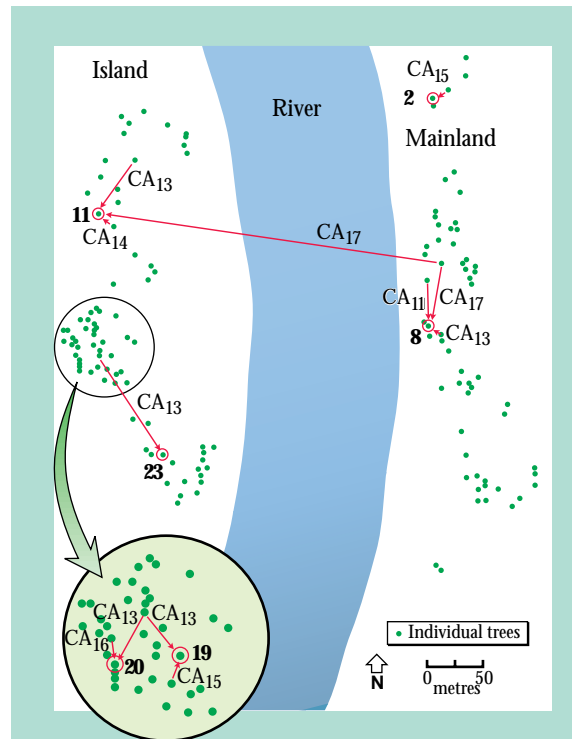 Island
River
CA15
2
Mainland
CA13
11
CA14
CA17
CA11
CA17
8
CA13
CA13
23
CA13
CA13
CA16
20
19
CA15
Individual trees
N
0
50
metres